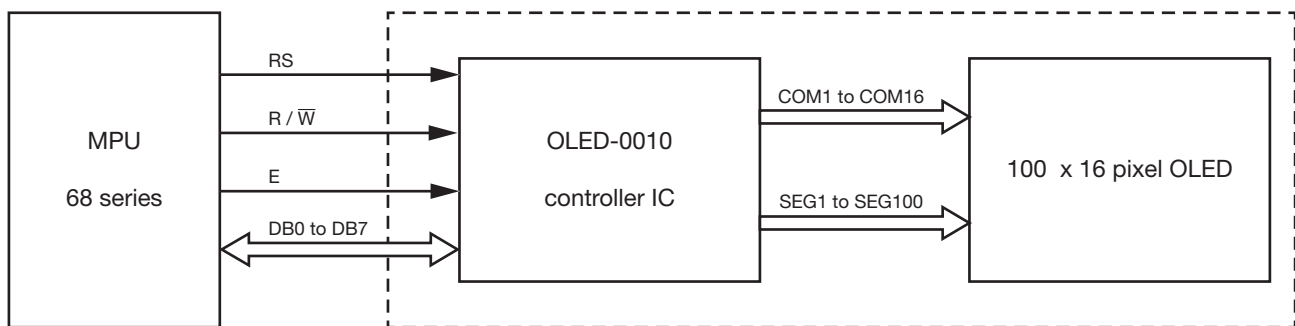 MPU
68 series
RS
R / W̅
E
DB0 to DB7
OLED-0010
controller IC
COM1 to COM16
SEG1 to SEG100
100 x 16 pixel OLED